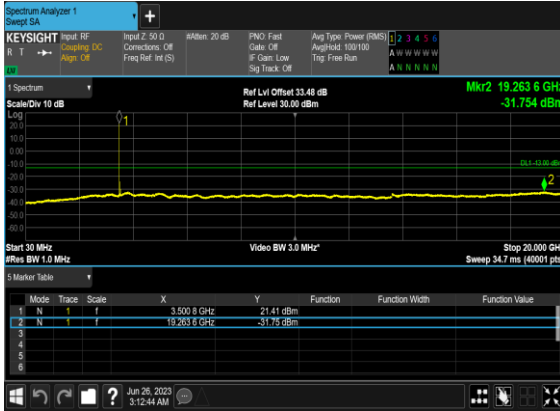 Spectrum Analyzer 1
Swept SA
+
KEYSIGHT
R T
Input: RF
Coupling: DC
Align: Off
Input Z: 50 Ω
Corrections: Off
Freq Ref: Int (S)
#Atten: 20 dB
PNO: Fast
Gate: Off
IF Gain: Low
Sig Track: Off
Avg Type: Power (RMS)
Avg|Hold: 100/100
Trig: Free Run
1 2 3 4 5 6
A W W W W W
A N N N N N
1 Spectrum
Scale/Div 10 dB
Ref Lvl Offset 33.48 dB
Ref Level 30.00 dBm
Mkr2 19.263 6 GHz
-31.754 dBm
Log
20.0
10.0
0.00
-10.0
-20.0
-30.0
-40.0
-50.0
-60.0
1
DL1 -13.00 dBm
2
Start 30 MHz
#Res BW 1.0 MHz
Video BW 3.0 MHz*
Stop 20.000 GHz
Sweep 34.7 ms (40001 pts)
5 Marker Table
Mode Trace Scale X Y Function Function Width Function Value
1 N 1 f 3.500 8 GHz 21.41 dBm
2 N 1 f 19.263 6 GHz -31.75 dBm
3
4
5
6
?
Jun 26, 2023
3:12:44 AM